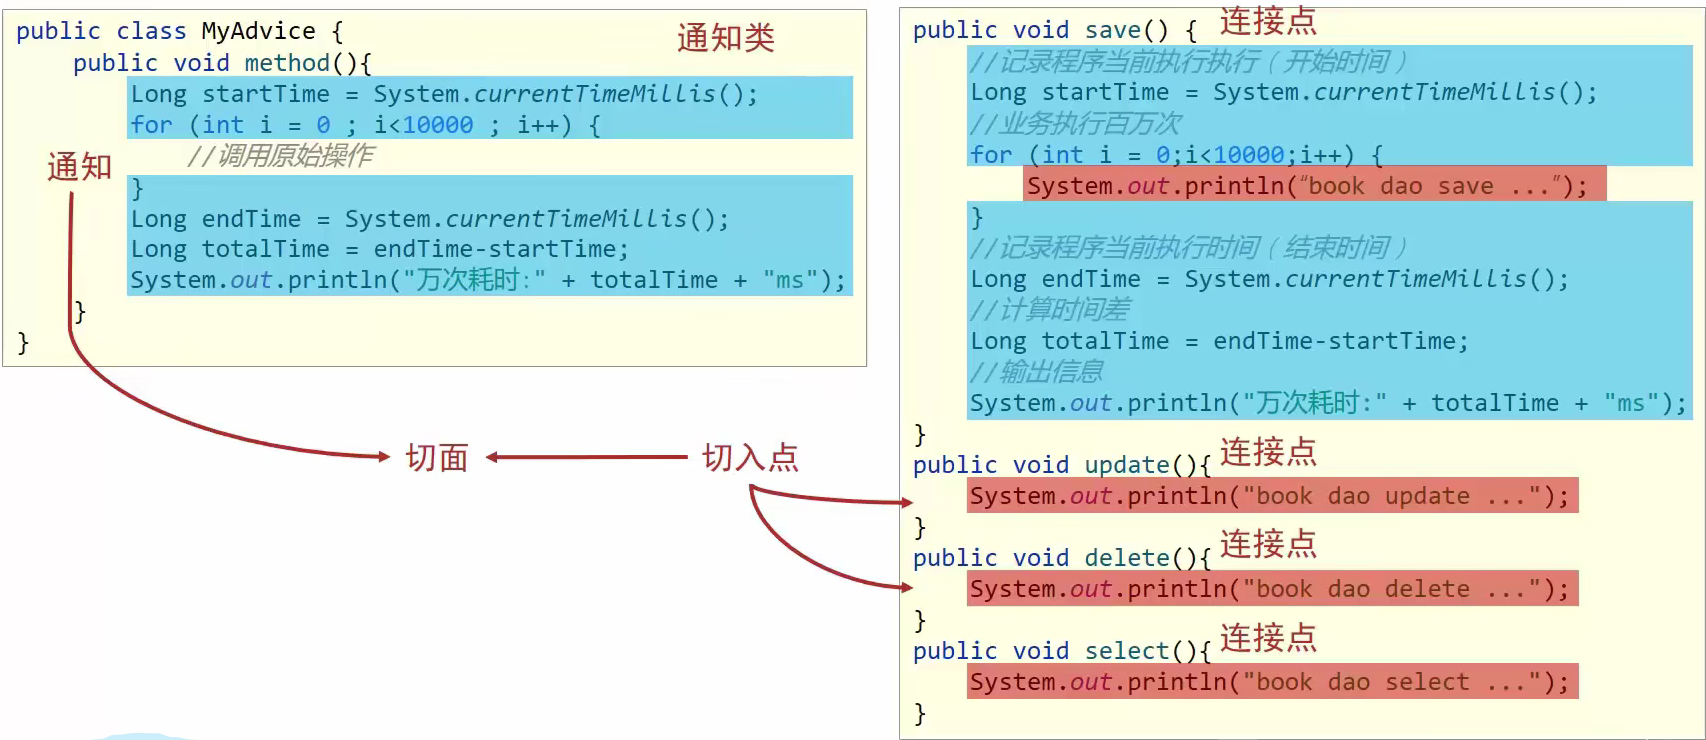 public class MyAdvice {
通知类
public void method(){
Long startTime = System.currentTimeMillis();
for (int i = 0 ; i<10000 ; i++) {
//调用原始操作
通知
}
Long endTime = System.currentTimeMillis();
Long totalTime = endTime-startTime;
System.out.println("万次耗时:" + totalTime + "ms");
}
}
切面
切入点
public void save() {
连接点
//记录程序当前执行执行（开始时间）
Long startTime = System.currentTimeMillis();
//业务执行百万次
for (int i = 0;i<10000;i++) {
System.out.println(“book dao save ...”);
}
//记录程序当前执行时间（结束时间）
Long endTime = System.currentTimeMillis();
//计算时间差
Long totalTime = endTime-startTime;
//输出信息
System.out.println("万次耗时:" + totalTime + "ms");
}
public void update(){
连接点
System.out.println("book dao update ...");
}
public void delete(){
连接点
System.out.println("book dao delete ...");
}
public void select(){
连接点
System.out.println("book dao select ...");
}